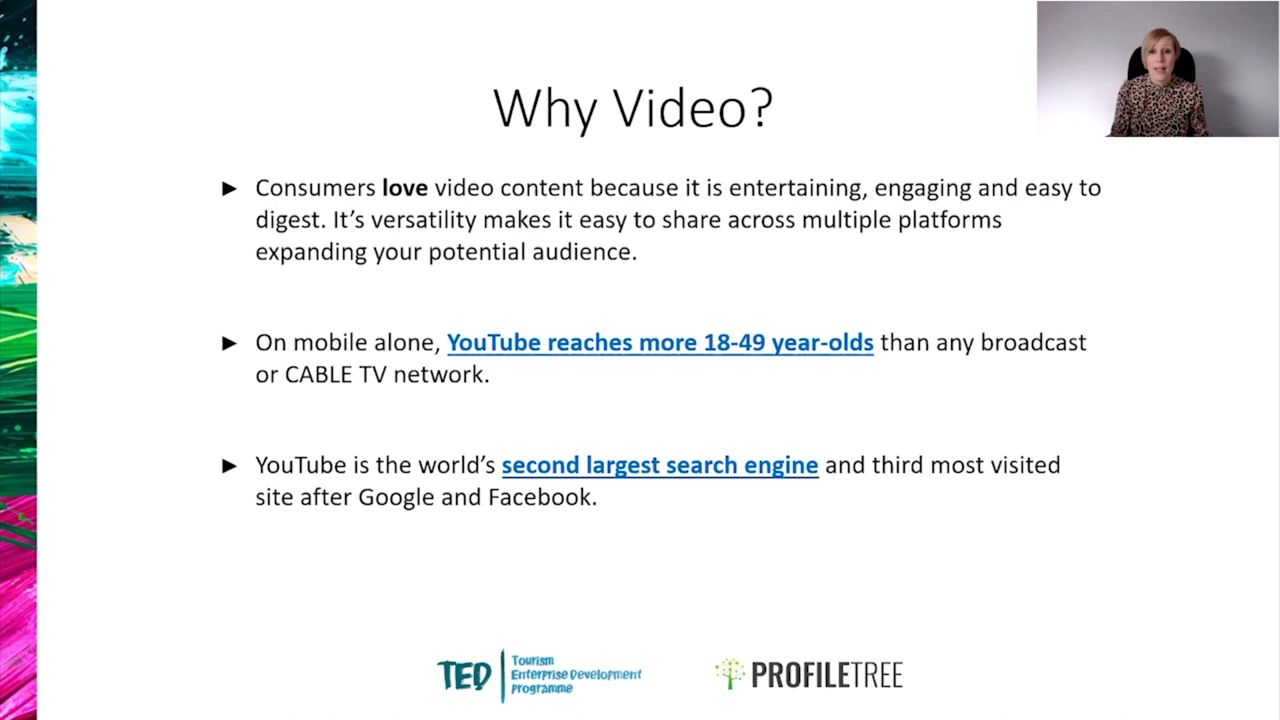 Why Video?
► Consumers love video content because it is entertaining, engaging and easy to
digest. It’s versatility makes it easy to share across multiple platforms
expanding your potential audience.
► On mobile alone, YouTube reaches more 18-49 year-olds than any broadcast
or CABLE TV network.
► YouTube is the world’s second largest search engine and third most visited
site after Google and Facebook.
TED
Tourism
Enterprise Development
Programme
PROFILETREE